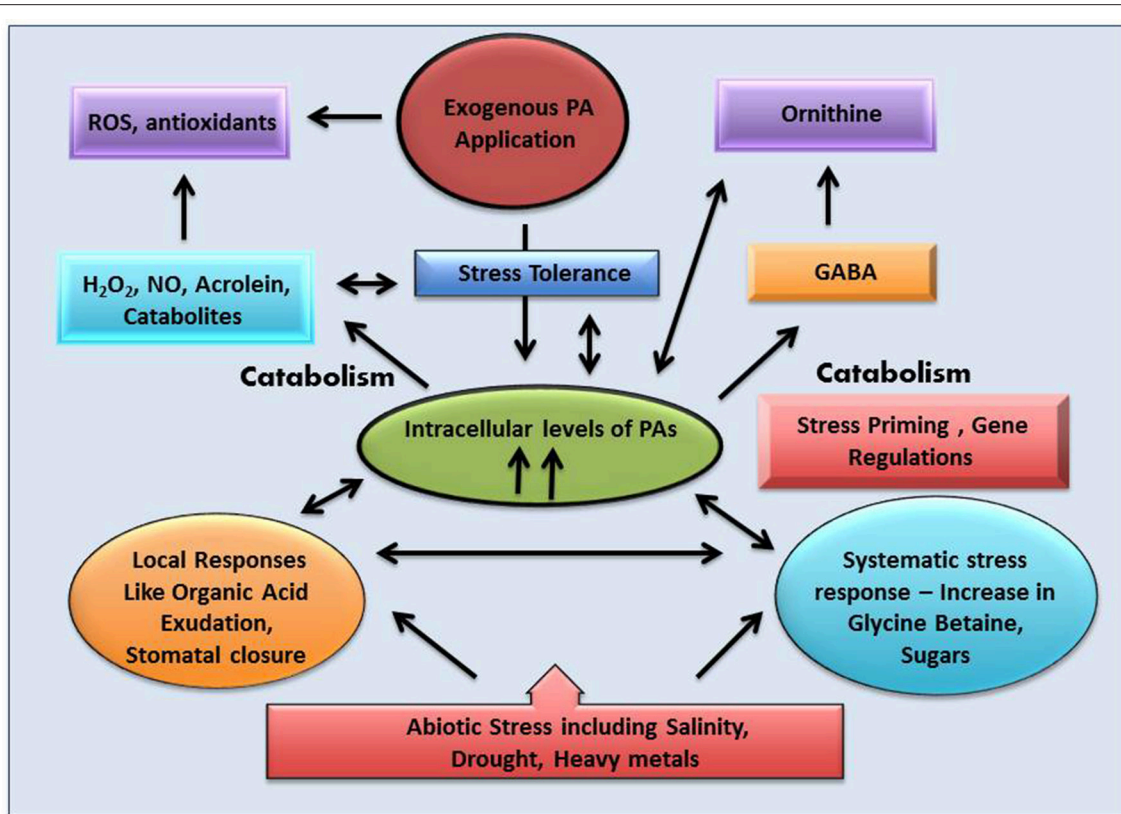 Exogenous PA
Application
ROS, antioxidants
Ornithine
Stress Tolerance
GABA
H₂O₂, NO, Acrolein,
Catabolites
Catabolism
Catabolism
Intracellular levels of PAs
Stress Priming , Gene
Regulations
Local Responses
Like Organic Acid
Exudation,
Stomatal closure
Systematic stress
response – Increase in
Glycine Betaine,
Sugars
Abiotic Stress including Salinity,
Drought, Heavy metals